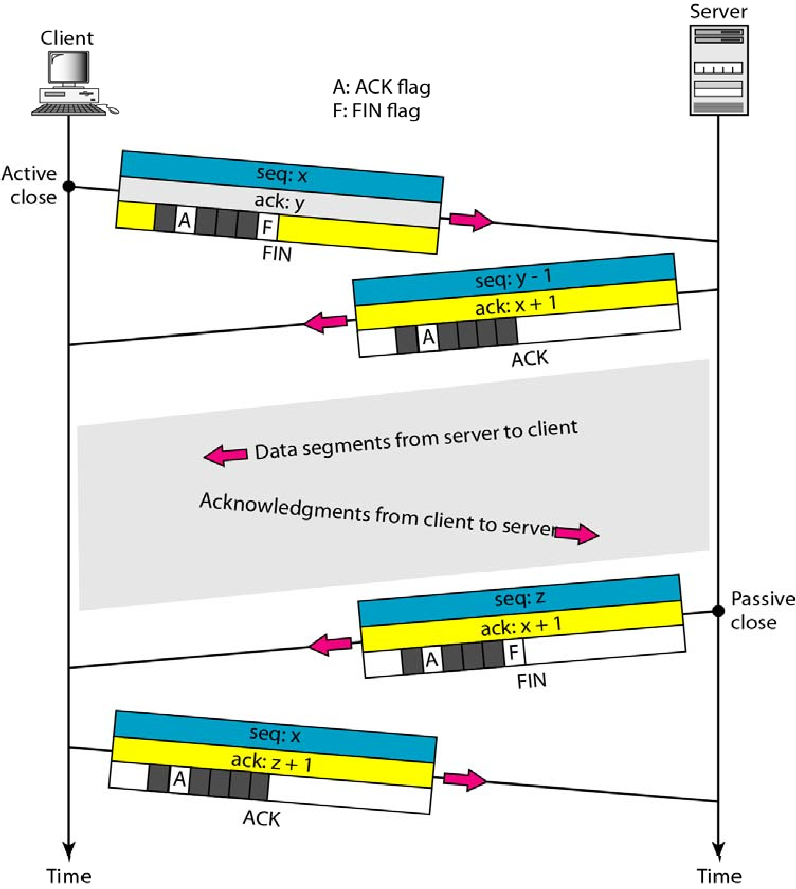 Client
Server
A: ACK flag
F: FIN flag
Active
close
seq: x
ack: y
A F
FIN
seq: y - 1
ack: x + 1
A
ACK
Data segments from server to client
Acknowledgments from client to server
Passive
close
seq: z
ack: x + 1
A F
FIN
seq: x
ack: z + 1
A
ACK
Time
Time